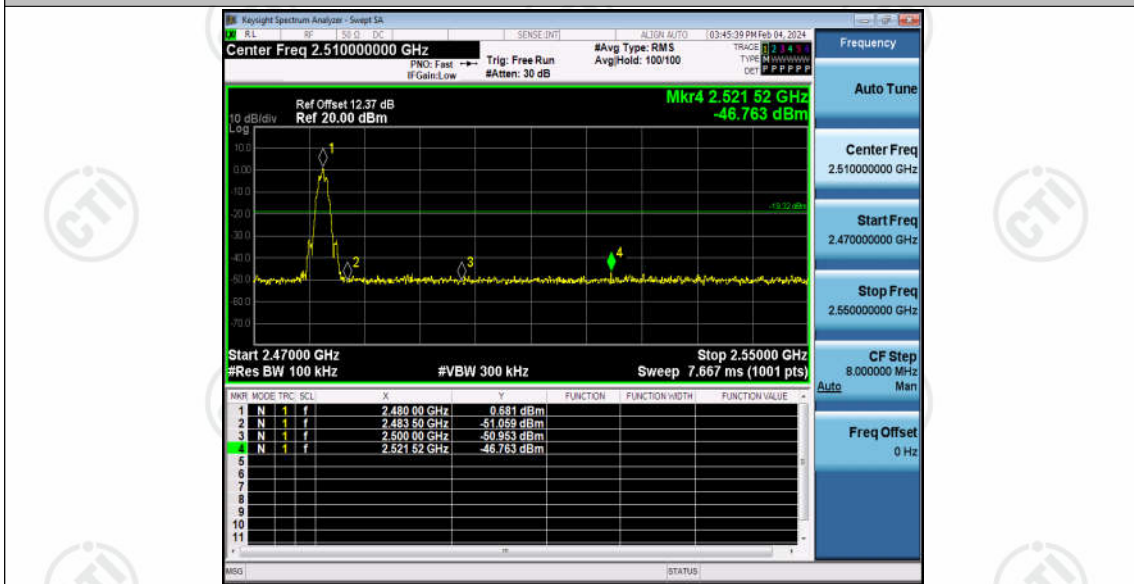 Keysight Spectrum Analyzer - Swept SA
RL RF 50 Ω DC SENSE:INT ALIGN AUTO 03:45:39 PM Feb 04, 2024
Center Freq 2.510000000 GHz
PNO: Fast
IFGain:Low
Trig: Free Run
#Atten: 30 dB
#Avg Type: RMS
Avg|Hold: 100/100
TRACE 1 2 3 4 5 6
TYPE M WWWWW
DET P P P P P P
Frequency
Auto Tune
Center Freq
2.510000000 GHz
Start Freq
2.470000000 GHz
Stop Freq
2.550000000 GHz
CF Step
8.000000 MHz
Auto Man
Freq Offset
0 Hz
Mkr4 2.521 52 GHz
-46.763 dBm
Ref Offset 12.37 dB
10 dB/div Ref 20.00 dBm
Log
10.0
0.00
-10.0
-20.0
-30.0
-40.0
-50.0
-60.0
-70.0
1
2
3
4
-19.32 dBm
Start 2.47000 GHz Stop 2.55000 GHz
#Res BW 100 kHz #VBW 300 kHz Sweep 7.667 ms (1001 pts)
MKR MODE TRC SCL X Y FUNCTION FUNCTION WIDTH FUNCTION VALUE
1 N 1 f 2.480 00 GHz 0.681 dBm
2 N 1 f 2.483 50 GHz -51.059 dBm
3 N 1 f 2.500 00 GHz -50.953 dBm
4 N 1 f 2.521 52 GHz -46.763 dBm
5
6
7
8
9
10
11
MSG STATUS
CTI
CTI
CTI
CTI